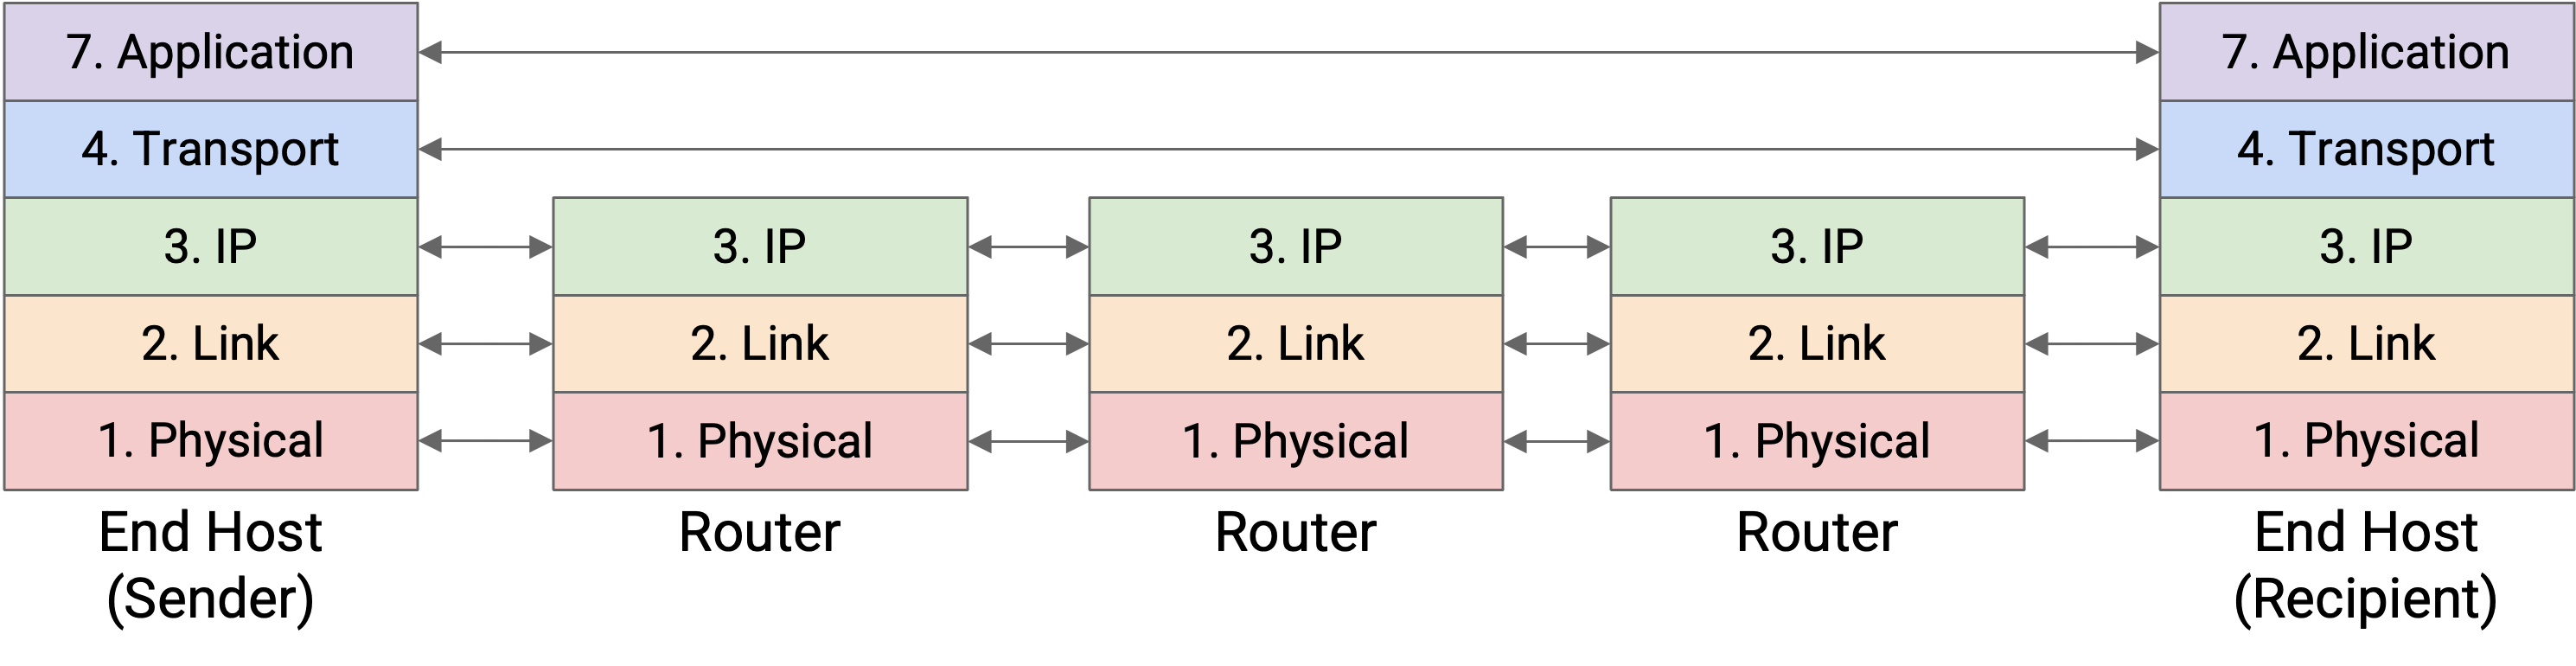 7. Application
7. Application
4. Transport
4. Transport
3. IP
3. IP
3. IP
3. IP
3. IP
2. Link
2. Link
2. Link
2. Link
2. Link
1. Physical
1. Physical
1. Physical
1. Physical
1. Physical
End Host
(Sender)
Router
Router
Router
End Host
(Recipient)